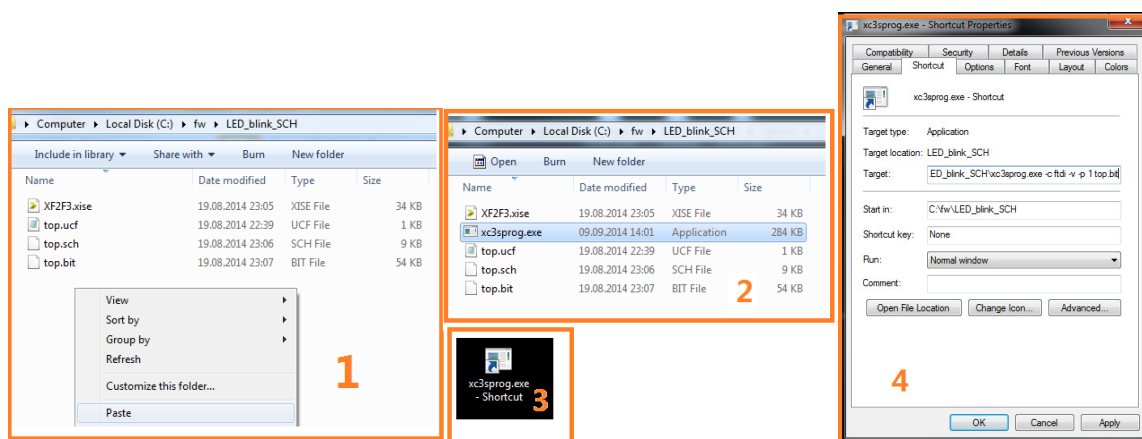 Computer Local Disk (C:) fw LED_blink_SCH
Include in library Share with Burn New folder
Name Date modified Type Size
XF2F3.xise 19.08.2014 23:05 XISE File 34 KB
top.ucf 19.08.2014 22:39 UCF File 1 KB
top.sch 19.08.2014 23:06 SCH File 9 KB
top.bit 19.08.2014 23:07 BIT File 54 KB
View
Sort by
Group by
Refresh
Customize this folder...
Paste
1
Computer Local Disk (C:) fw LED_blink_SCH
Open Burn New folder
Name Date modified Type Size
XF2F3.xise 19.08.2014 23:05 XISE File 34 KB
xc3sprog.exe 09.09.2014 14:01 Application 284 KB
top.ucf 19.08.2014 22:39 UCF File 1 KB
top.sch 19.08.2014 23:06 SCH File 9 KB
top.bit 19.08.2014 23:07 BIT File 54 KB
2
xc3sprog.exe
- Shortcut
3
xc3sprog.exe - Shortcut Properties
Compatibility Security Details Previous Versions
General Shortcut Options Font Layout Colors
xc3sprog.exe - Shortcut
Target type: Application
Target location: LED_blink_SCH
Target: ED_blink_SCH\xc3sprog.exe -c ftdi -v -p 1 top.bit
Start in: C:\fw\LED_blink_SCH
Shortcut key: None
Run: Normal window
Comment:
Open File Location Change Icon... Advanced...
4
OK Cancel Apply